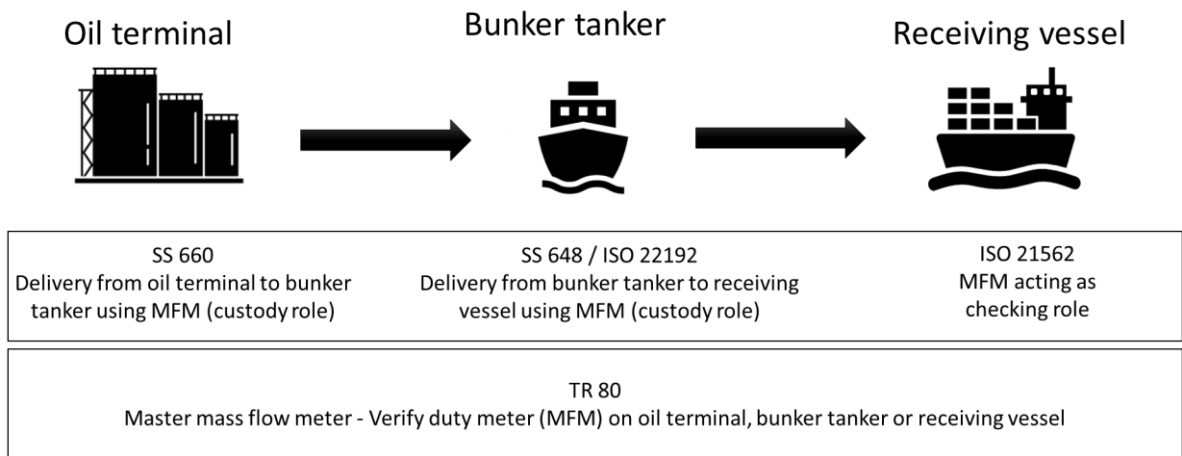 Oil terminal
Bunker tanker
Receiving vessel
SS 660
Delivery from oil terminal to bunker
tanker using MFM (custody role)
SS 648 / ISO 22192
Delivery from bunker tanker to receiving
vessel using MFM (custody role)
ISO 21562
MFM acting as
checking role
TR 80
Master mass flow meter - Verify duty meter (MFM) on oil terminal, bunker tanker or receiving vessel